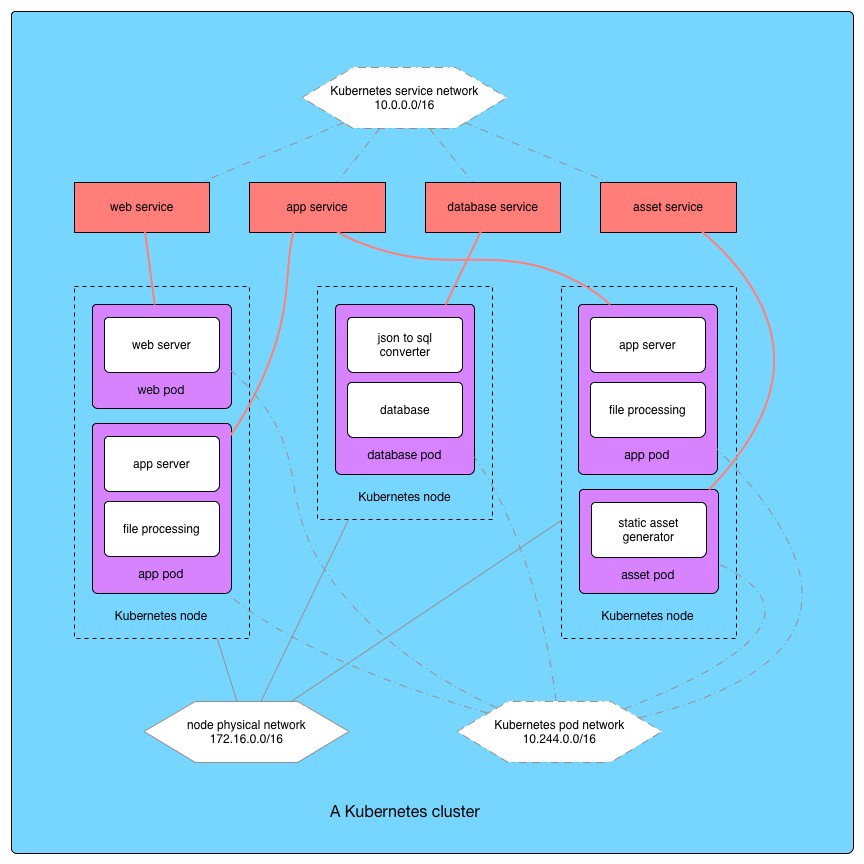 Kubernetes service network
10.0.0.0/16
web service
app service
database service
asset service
web server
web pod
app server
file processing
app pod
Kubernetes node
json to sql
converter
database
database pod
Kubernetes node
app server
file processing
app pod
static asset
generator
asset pod
Kubernetes node
node physical network
172.16.0.0/16
Kubernetes pod network
10.244.0.0/16
A Kubernetes cluster